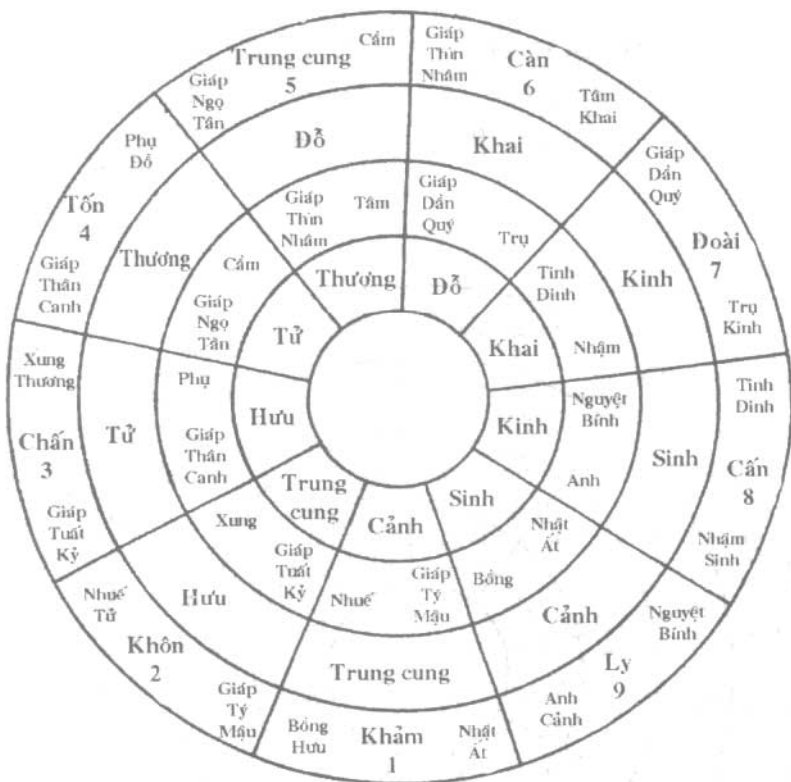 Trung cung
5
Cẩm
Giáp
Ngọ
Tân
Giáp
Thìn
Nhâm
Càn
6
Tâm
Khai
Giáp
Dần
Quý
Đoài
7
Trụ
Kinh
Tinh
Dinh
Cấn
8
Nhậm
Sinh
Nguyệt
Bính
Ly
9
Anh
Cảnh
Nhật
Ất
Khảm
1
Bồng
Hưu
Giáp
Tý
Mậu
Khôn
2
Nhuế
Tử
Giáp
Tuất
Kỷ
Chấn
3
Xung
Thương
Giáp
Thân
Canh
Tốn
4
Phụ
Đỗ
Đỗ
Khai
Kinh
Sinh
Cảnh
Trung cung
Hưu
Tử
Thương
Giáp
Thìn
Nhâm
Tâm
Giáp
Dần
Quý
Trụ
Tinh
Dinh
Nhậm
Nguyệt
Bính
Anh
Nhật
Ất
Bồng
Giáp
Tý
Mậu
Nhuế
Giáp
Tuất
Kỷ
Xung
Giáp
Thân
Canh
Phụ
Giáp
Ngọ
Tân
Cẩm
Thương
Đỗ
Khai
Kinh
Sinh
Cảnh
Trung
cung
Hưu
Tử